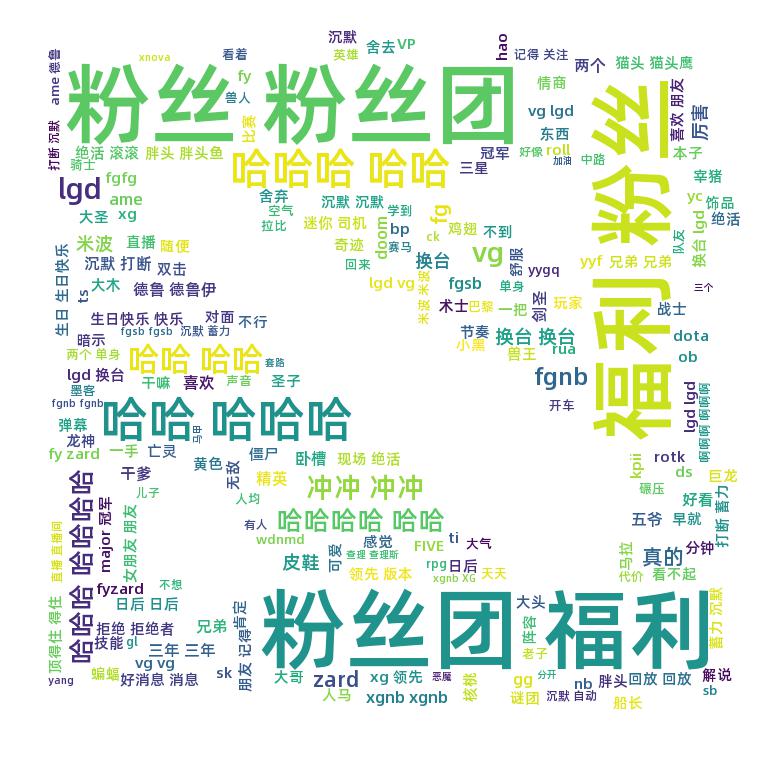 沉默
xnova
看着
英雄
舍去 VP
hao
记得 关注
两个
猫头 猫头鹰
ame 德鲁
粉丝 粉丝团
fy
兽人
比赛
情商
喜欢 朋友
厉害
vg lgd
东西
福利 粉丝
打断 沉默
绝活 滚滚
胖头 胖头鱼
骑士
哈哈哈 哈哈
冠军
好像
roll
加油
中路
本子
三星
lgd
fgfg
ame
舍弃
沉默 沉默
学到
fg
鸡翅
不到
宰猪
yc
饰品
绝活
大圣
xg
空气
拉比
迷你 司机
bp
doom
ck
奇迹
赛马
换台
vg
舒服
yygq
yyf 兄弟 兄弟
队友
换台 lgd
米波
直播
随便
回来
沉默 打断
双击
大木
德鲁 德鲁伊
lgd vg
fgsb
单身
三个
生日 生日快乐
ts
米波 米波
术士
巴黎
一把
剑圣
玩家
战士
生日快乐 快乐
对面
fgsb fgsb
沉默 蓄力
不行
节奏
换台 换台
小黑
兽王
rua
dota
ob
暗示
两个 单身
哈哈 哈哈
套路
lgd 换台
干嘛
喜欢
声音
圣子
fgnb
墨客
fgnb fgnb
开车
lgd lgd
啊啊啊 啊啊啊
哈哈 哈哈哈
弹幕
龙神
马甲
fy zard
一手
亡灵
黄色
僵尸
卧槽
现场 绝活
kpii
rotk
ds
巨龙
无敌
精英
碾压
好看
打断 蓄力
干爹
儿子
人均
冲冲 冲冲
哈哈哈 哈哈哈哈
major 冠军
女朋友 朋友
直播 直播间
有人
哈哈哈哈 哈哈
五爷
早就
wdnmd
可爱
感觉
FIVE
ti
大气
马拉
真的
分钟
皮鞋
查理 查理斯
rpg
日后
代价
看不起
fyzard
不想
领先 版本
xgnb XG
天天
顶得住 得住
日后 日后
粉丝团 福利
大头
蓄力 沉默
拒绝 拒绝者
兄弟
记得 肯定
阵容
技能
gl
三年 三年
老子
vg vg
朋友
yang
蝙蝠
好消息 消息
sk
大哥
zard
xg 领先
恶魔
gg
分开
nb
胖头
回放 回放
解说
人马
xgnb xgnb
核桃
谜团
沉默 自动
船长
sb